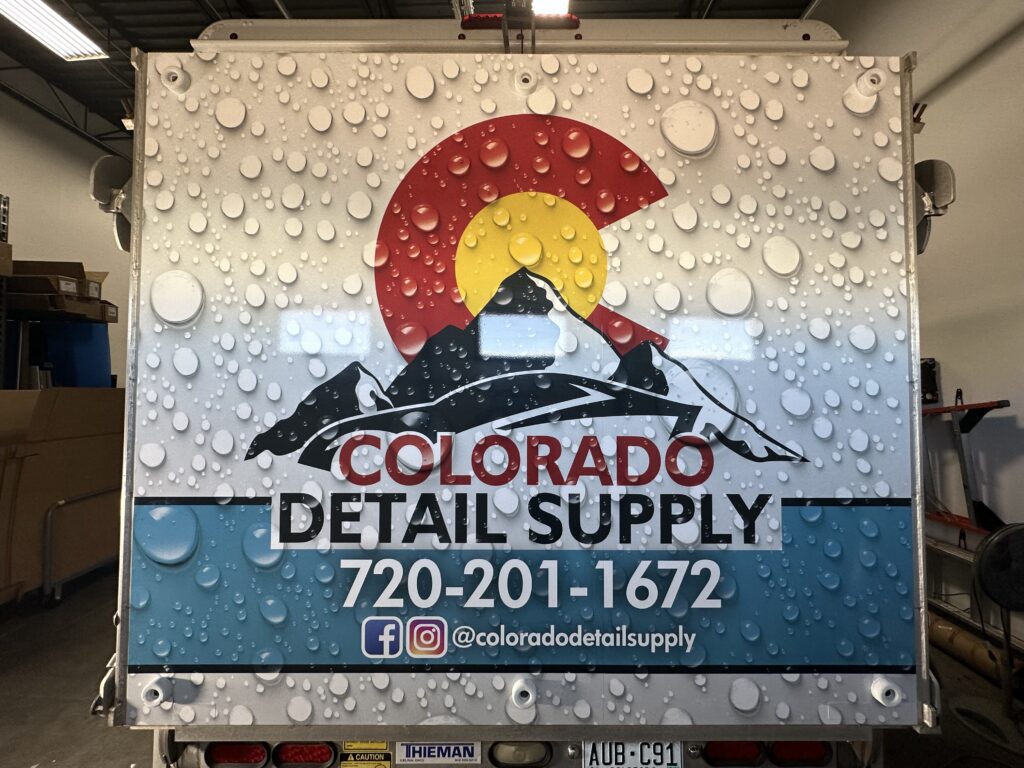 COLORADO
DETAIL SUPPLY
720-201-1672
@coloradodetailsupply
THIEMAN
CAUTION
AUB·C91